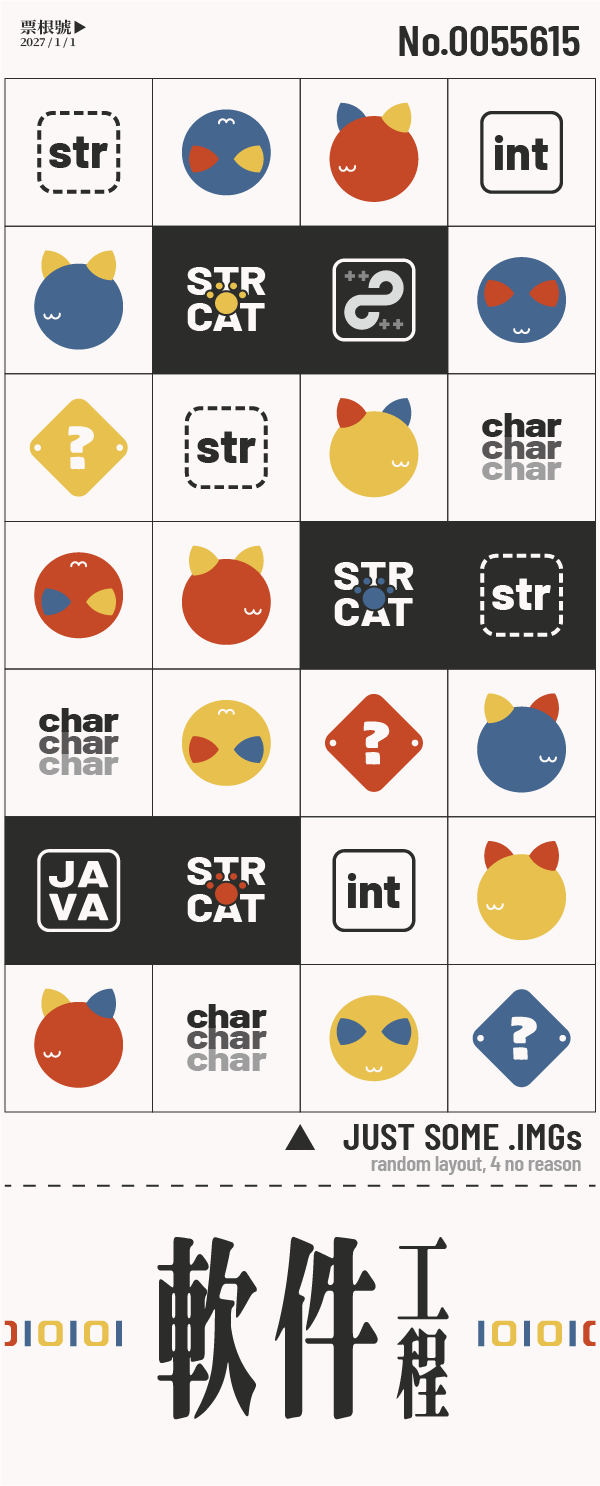 票根號▶
2027 / 1 / 1
No.0055615
str
int
STR
CAT
++
++
?
str
char
char
char
STR
CAT
str
char
char
char
?
JA
VA
STR
CAT
int
char
char
char
?
▲ JUST SOME .IMGs
random layout, 4 no reason
軟件工程
010101
101010